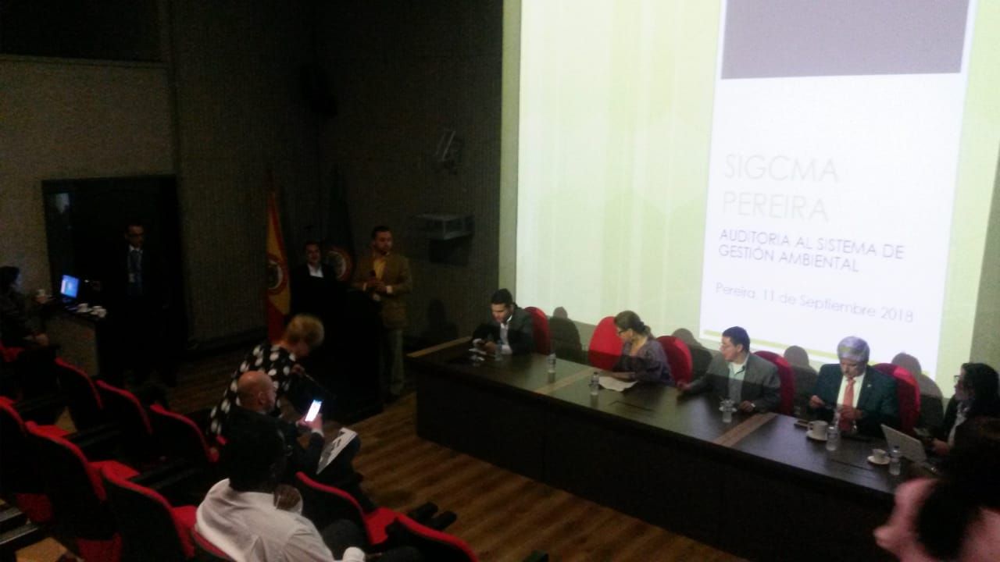 SIGCMA
PEREIRA
AUDITORIA AL SISTEMA DE
GESTIÓN AMBIENTAL
Pereira, 11 de Septiembre 2018